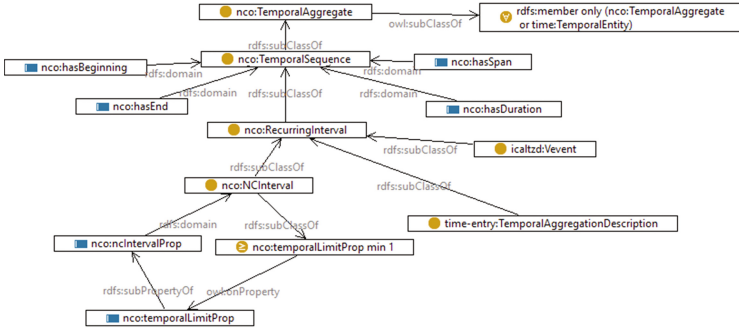 nco:TemporalAggregate
rdfs:member only (nco:TemporalAggregate
or time:TemporalEntity)
owl:subClassOf
rdfs:subClassOf
nco:TemporalSequence
nco:hasBeginning
nco:hasSpan
rdfs:domain
rdfs:domain
rdfs:domain
rdfs:subClassOf
rdfs:domain
nco:hasEnd
nco:hasDuration
nco:RecurringInterval
icaltzd:Vevent
rdfs:subClassOf
rdfs:subClassOf
nco:NCInterval
rdfs:subClassOf
rdfs:domain
rdfs:subClassOf
time-entry:TemporalAggregationDescription
nco:ncIntervalProp
nco:temporalLimitProp min 1
rdfs:subPropertyOf
owl:onProperty
nco:temporalLimitProp